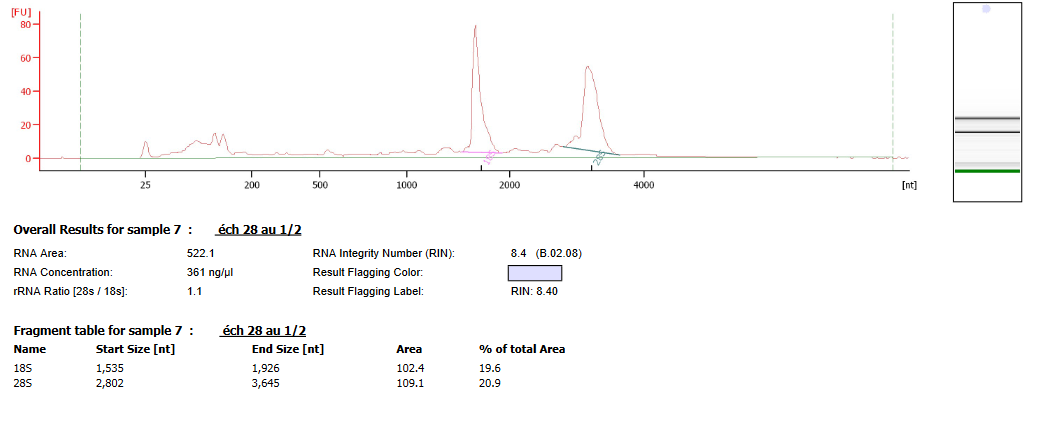 [FU]
80
60
40
20
0
25 200 500 1000 2000 4000 [nt]
18S 28S
Overall Results for sample 7 : éch 28 au 1/2
RNA Area: 522.1 RNA Integrity Number (RIN): 8.4 (B.02.08)
RNA Concentration: 361 ng/µl Result Flagging Color:
rRNA Ratio [28s / 18s]: 1.1 Result Flagging Label: RIN: 8.40
Fragment table for sample 7 : éch 28 au 1/2
Name Start Size [nt] End Size [nt] Area % of total Area
18S 1,535 1,926 102.4 19.6
28S 2,802 3,645 109.1 20.9